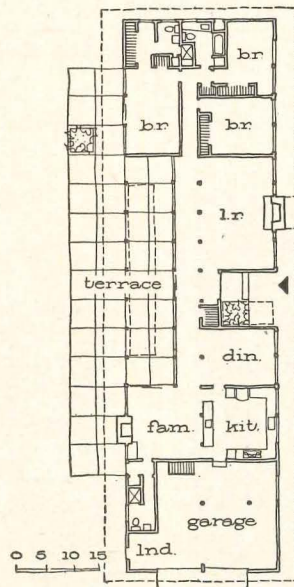 br.
br.
br.
l.r.
terrace
din.
fam.
kit.
garage
lnd.
0 5 10 15